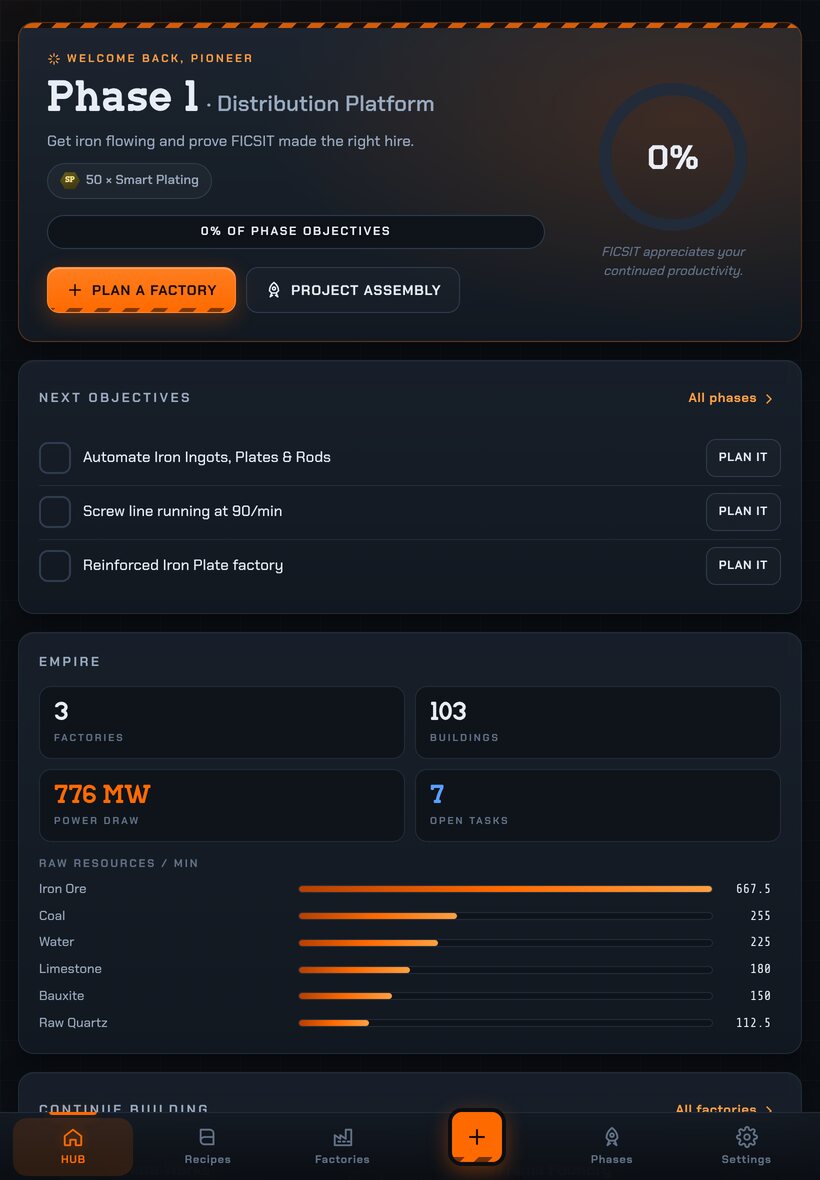 WELCOME BACK, PIONEER
Phase 1 · Distribution Platform
Get iron flowing and prove FICSIT made the right hire.
SP 50 × Smart Plating
0% OF PHASE OBJECTIVES
+ PLAN A FACTORY
PROJECT ASSEMBLY
0%
FICSIT appreciates your
continued productivity.
NEXT OBJECTIVES
All phases >
Automate Iron Ingots, Plates & Rods
PLAN IT
Screw line running at 90/min
PLAN IT
Reinforced Iron Plate factory
PLAN IT
EMPIRE
3
FACTORIES
103
BUILDINGS
776 MW
POWER DRAW
7
OPEN TASKS
RAW RESOURCES / MIN
Iron Ore 667.5
Coal 255
Water 225
Limestone 180
Bauxite 150
Raw Quartz 112.5
CONTINUE BUILDING
All factories >
HUB
Recipes
Factories
+
Phases
Settings